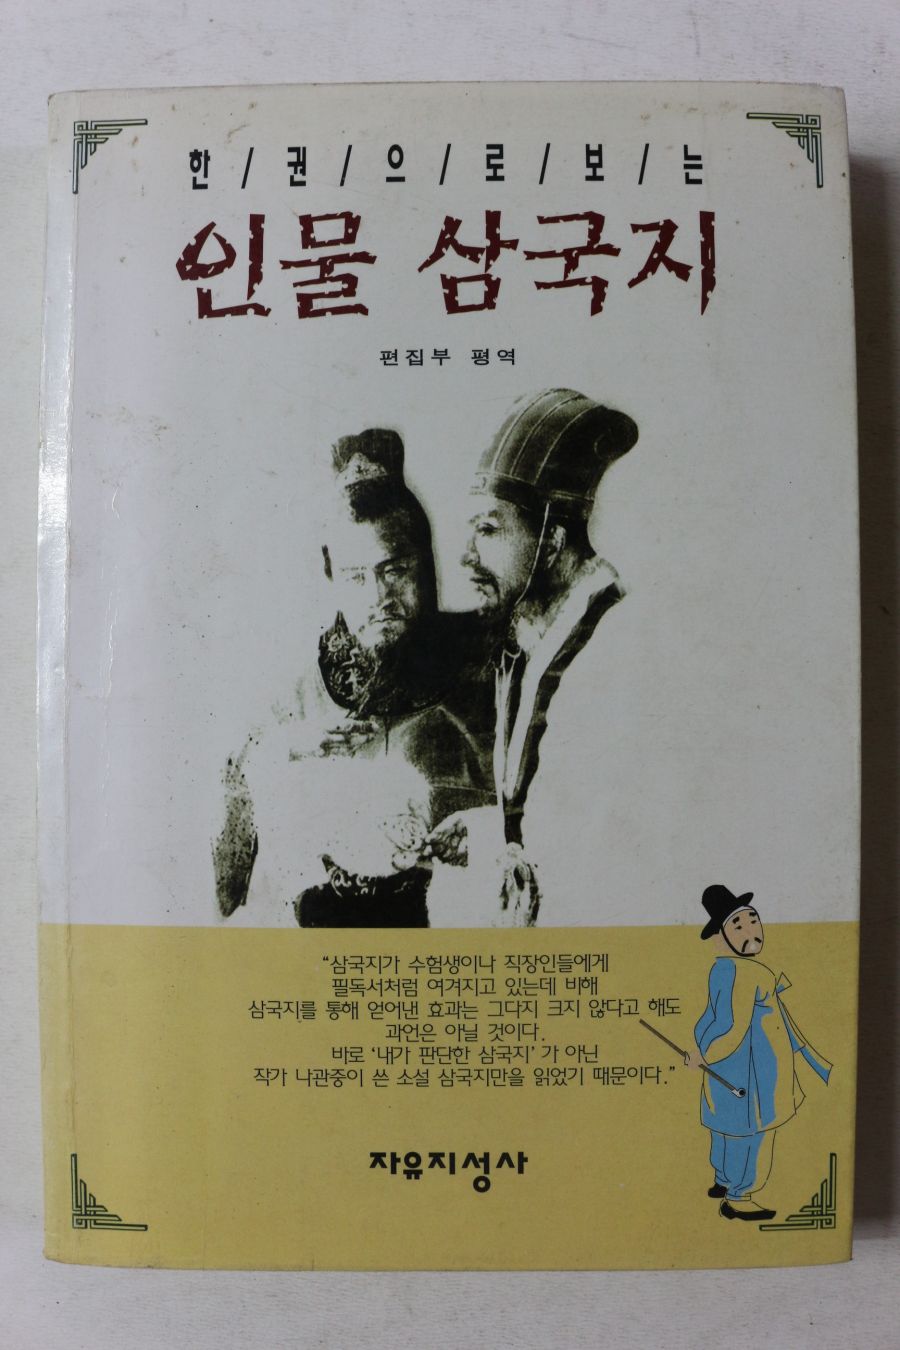 한/권/으/로/보/는
인물 삼국지
편집부 평역
“삼국지가 수험생이나 직장인들에게
필독서처럼 여겨지고 있는데 비해
삼국지를 통해 얻어낸 효과는 그다지 크지 않다고 해도
과언은 아닐 것이다.
바로 ‘내가 판단한 삼국지’가 아닌
작가 나관중이 쓴 소설 삼국지만을 읽었기 때문이다.”
자유지성사